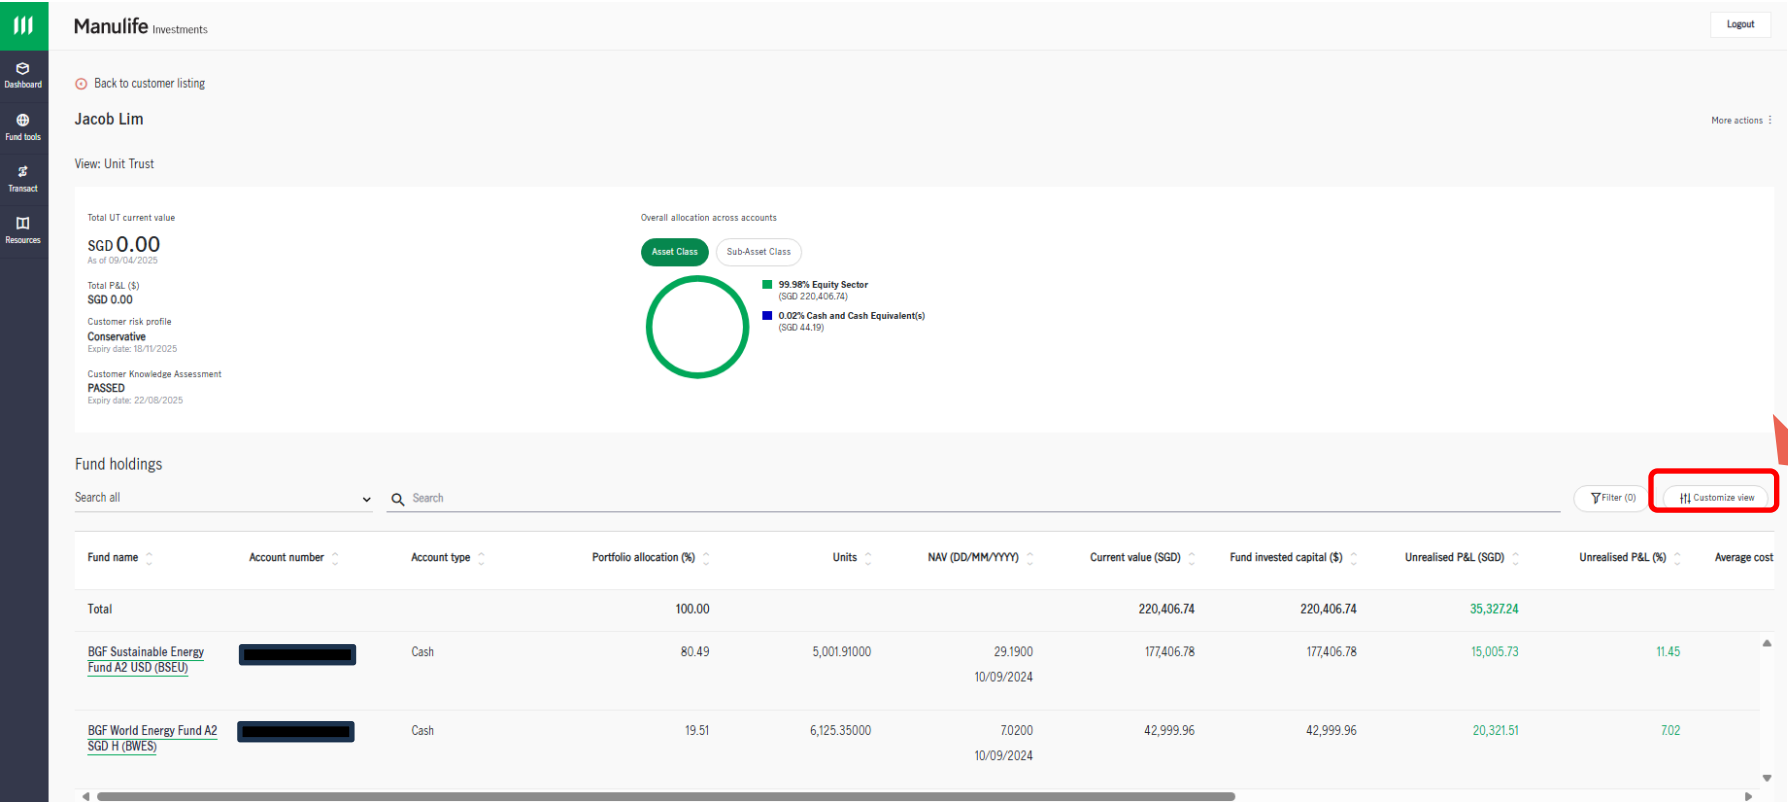 Manulife Investments
Logout
Dashboard
Fund tools
Transact
Resources
Back to customer listing
Jacob Lim
More actions
View: Unit Trust
Total UT current value
SGD 0.00
As of 09/04/2025
Total P&L ($)
SGD 0.00
Customer risk profile
Conservative
Expiry date: 18/11/2025
Customer Knowledge Assessment
PASSED
Expiry date: 22/08/2025
Overall allocation across accounts
Asset Class
Sub-Asset Class
99.98% Equity Sector
(SGD 220,406.74)
0.02% Cash and Cash Equivalent(s)
(SGD 44.19)
Fund holdings
Search all
Search
Filter (0)
Customize view
Fund name Account number Account type Portfolio allocation (%) Units NAV (DD/MM/YYYY) Current value (SGD) Fund invested capital ($) Unrealised P&L (SGD) Unrealised P&L (%) Average cost
Total 100.00 220,406.74 220,406.74 35,327.24
BGF Sustainable Energy Cash 80.49 5,001.91000 29.1900 177,406.78 177,406.78 15,005.73 11.45
Fund A2 USD (BSEU)
10/09/2024
BGF World Energy Fund A2 Cash 19.51 6,125.35000 7.0200 42,999.96 42,999.96 20,321.51 7.02
SGD H (BWES)
10/09/2024